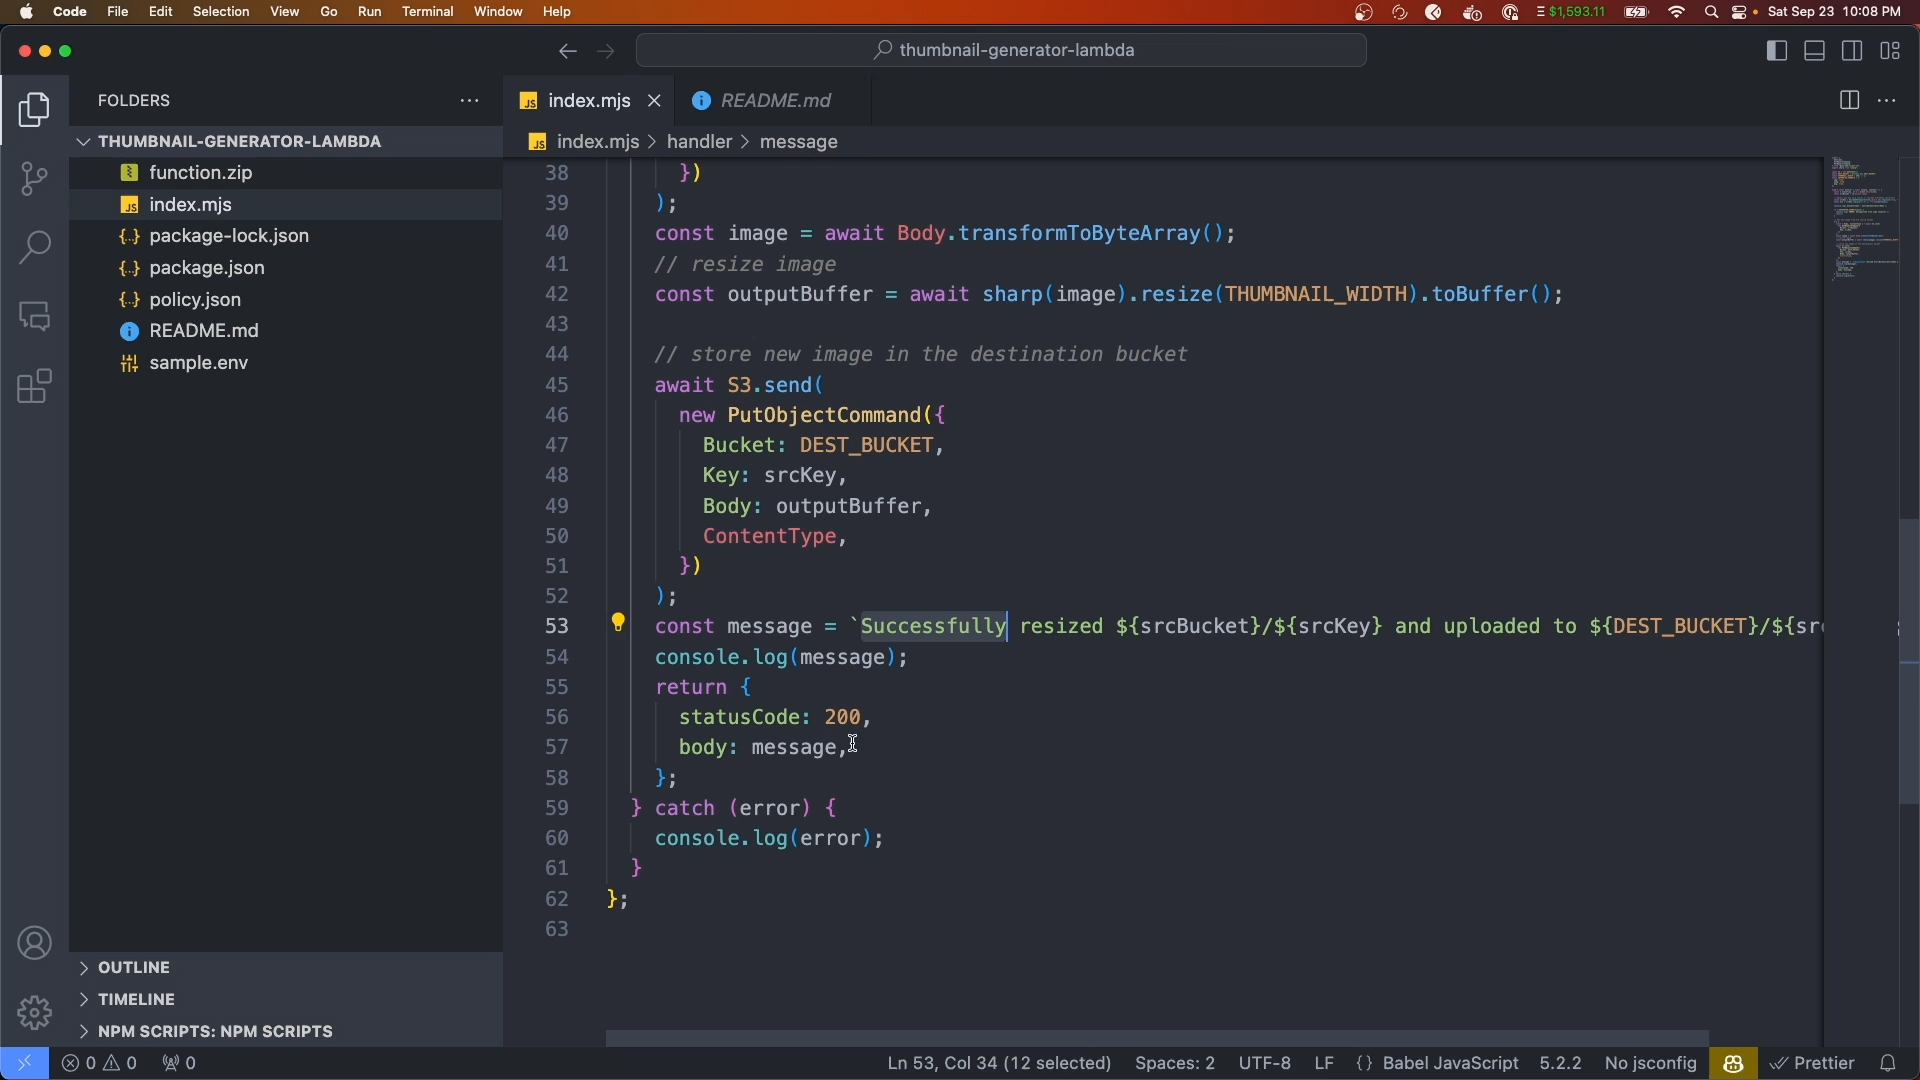 Code File Edit Selection View Go Run Terminal Window Help
$1,593.11 Sat Sep 23 10:08 PM
thumbnail-generator-lambda
FOLDERS
THUMBNAIL-GENERATOR-LAMBDA
function.zip
index.mjs
package-lock.json
package.json
policy.json
README.md
sample.env
OUTLINE
TIMELINE
NPM SCRIPTS: NPM SCRIPTS
index.mjs README.md
index.mjs > handler > message
38 })
39 );
40 const image = await Body.transformToByteArray();
41 // resize image
42 const outputBuffer = await sharp(image).resize(THUMBNAIL_WIDTH).toBuffer();
43
44 // store new image in the destination bucket
45 await S3.send(
46 new PutObjectCommand({
47 Bucket: DEST_BUCKET,
48 Key: srcKey,
49 Body: outputBuffer,
50 ContentType,
51 })
52 );
53 const message = `Successfully resized ${srcBucket}/${srcKey} and uploaded to ${DEST_BUCKET}/${sr
54 console.log(message);
55 return {
56 statusCode: 200,
57 body: message,
58 };
59 } catch (error) {
60 console.log(error);
61 }
62 };
63
0 0 0 Ln 53, Col 34 (12 selected) Spaces: 2 UTF-8 LF {} Babel JavaScript 5.2.2 No jsconfig Prettier